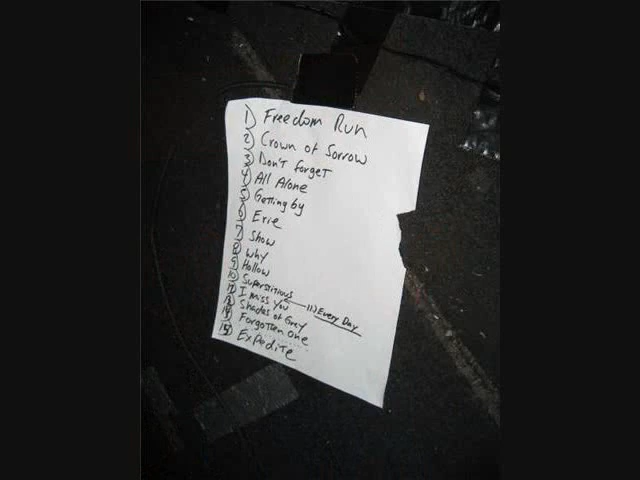 1) Freedom Run
2) Crown of Sorrow
3) Don't forget
4) All Alone
5) Getting by
6) Erie
7) Show
8) Why
9) Hollow
10) Superstitious
I miss You 11) Every Day
Shades of Grey
Forgotten one
15) Expedite